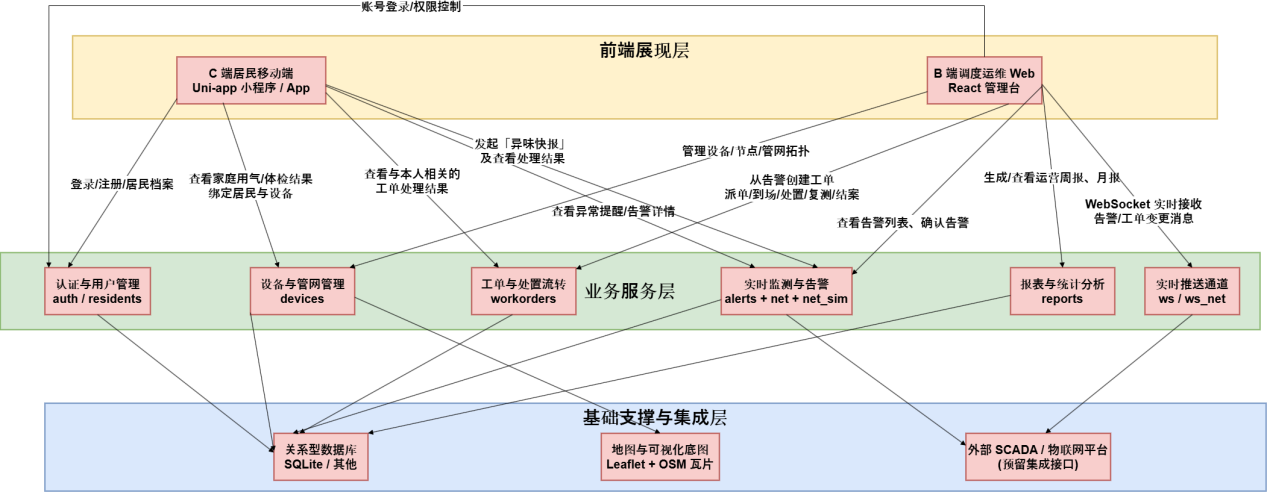 账号登录/权限控制
前端展现层
C 端居民移动端
Uni-app 小程序 / App
B 端调度运维 Web
React 管理台
登录/注册/居民档案
查看家庭用气/体检结果
绑定居民与设备
查看与本人相关的
工单处理结果
发起「异味快报」
及查看处理结果
查看异常提醒/告警详情
管理设备/节点/管网拓扑
从告警创建工单
派单/到场/处置/复测/结案
查看告警列表、确认告警
生成/查看运营周报、月报
WebSocket 实时接收
告警/工单变更消息
认证与用户管理
auth / residents
设备与管网管理
devices
工单与处置流转
workorders
业务服务层
实时监测与告警
alerts + net + net_sim
报表与统计分析
reports
实时推送通道
ws / ws_net
基础支撑与集成层
关系型数据库
SQLite / 其他
地图与可视化底图
Leaflet + OSM 瓦片
外部 SCADA / 物联网平台
(预留集成接口)